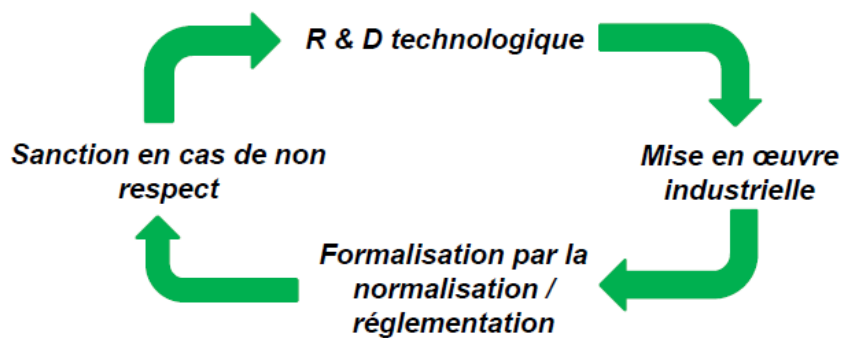 R & D technologique
Mise en œuvre
industrielle
Formalisation par la
normalisation /
réglementation
Sanction en cas de non
respect